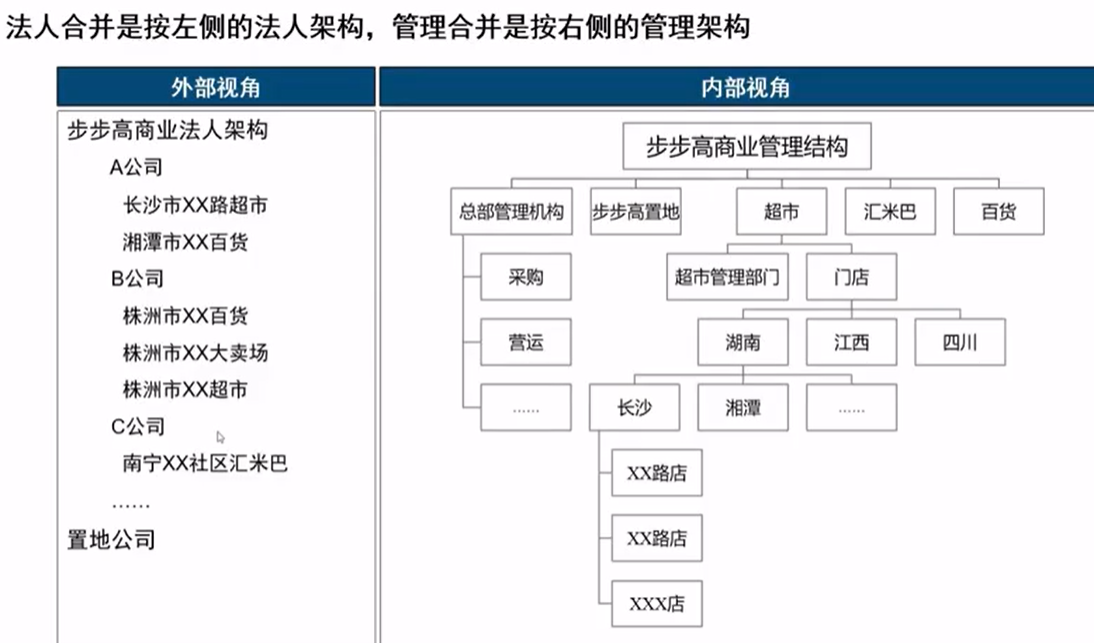 法人合并是按左侧的法人架构，管理合并是按右侧的管理架构
外部视角
内部视角
步步高商业法人架构
A公司
长沙市XX路超市
湘潭市XX百货
B公司
株洲市XX百货
株洲市XX大卖场
株洲市XX超市
C公司
南宁XX社区汇米巴
......
置地公司
步步高商业管理结构
总部管理机构
步步高置地
超市
汇米巴
百货
采购
超市管理部门
门店
营运
湖南
江西
四川
......
长沙
湘潭
......
XX路店
XX路店
XXX店